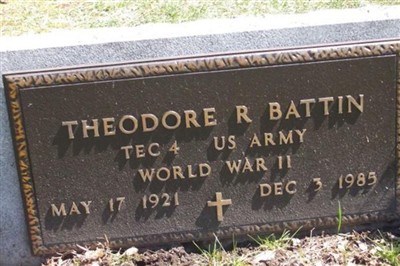 THEODORE R BATTIN
TEC 4 US ARMY
WORLD WAR II
MAY 17 1921 DEC 3 1985